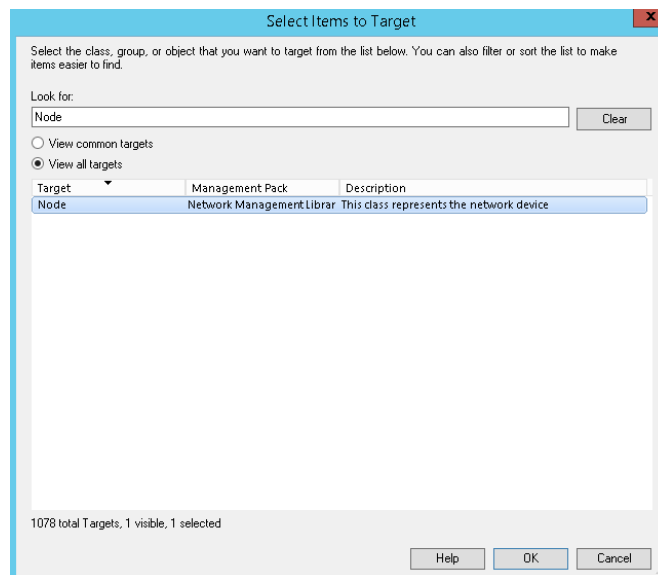 Select Items to Target
x
Select the class, group, or object that you want to target from the list below. You can also filter or sort the list to make
items easier to find.
Look for:
Node
Clear
View common targets
View all targets
Target Management Pack Description
Node Network Management Librar This class represents the network device
1078 total Targets, 1 visible, 1 selected
Help OK Cancel